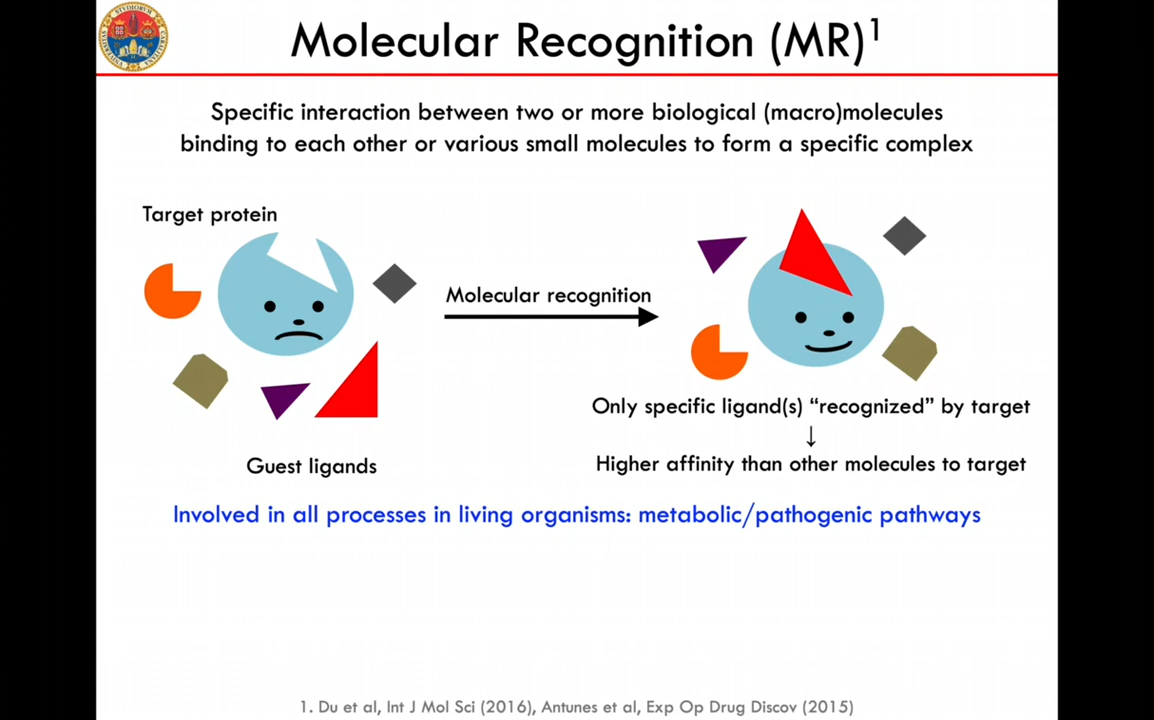 Molecular Recognition (MR)1
Specific interaction between two or more biological (macro)molecules
binding to each other or various small molecules to form a specific complex
Target protein
Molecular recognition
Guest ligands
Only specific ligand(s) “recognized” by target
↓
Higher affinity than other molecules to target
Involved in all processes in living organisms: metabolic/pathogenic pathways
1. Du et al, Int J Mol Sci (2016), Antunes et al, Exp Op Drug Discov (2015)